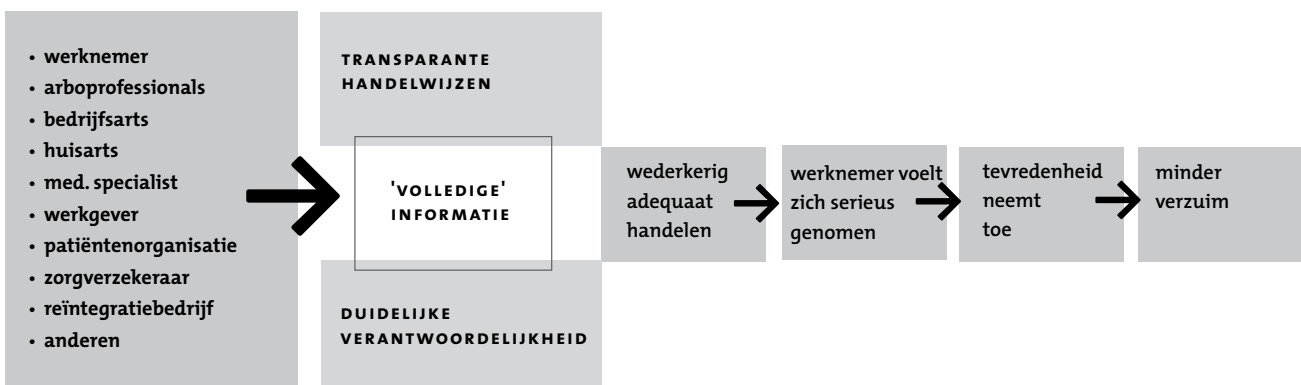 • werknemer
• arboprofessionals
• bedrijfsarts
• huisarts
• med. specialist
• werkgever
• patiëntenorganisatie
• zorgverzekeraar
• reïntegratiebedrijf
• anderen
TRANSPARANTE
HANDELWIJZEN
'VOLLEDIGE'
INFORMATIE
DUIDELIJKE
VERANTWOORDELIJKHEID
wederkerig
adequaat
handelen
werknemer voelt
zich serieus
genomen
tevredenheid
neemt
toe
minder
verzuim